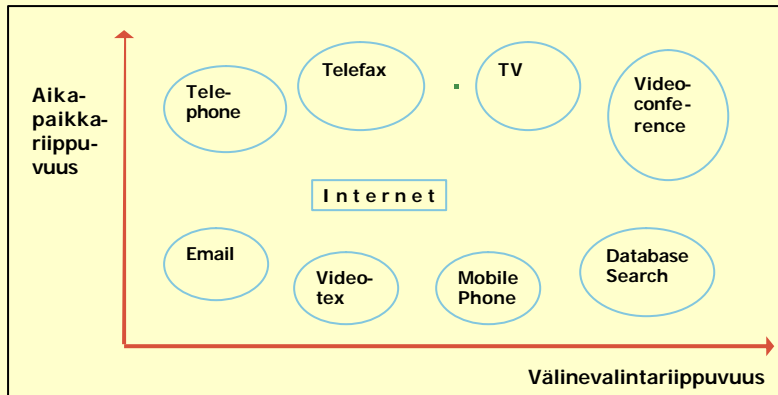 Aika-
paikka-
riippu-
vuus
Tele-
phone
Telefax
TV
Video-
confe-
rence
Internet
Email
Video-
tex
Mobile
Phone
Database
Search
Välinevalintariippuvuus